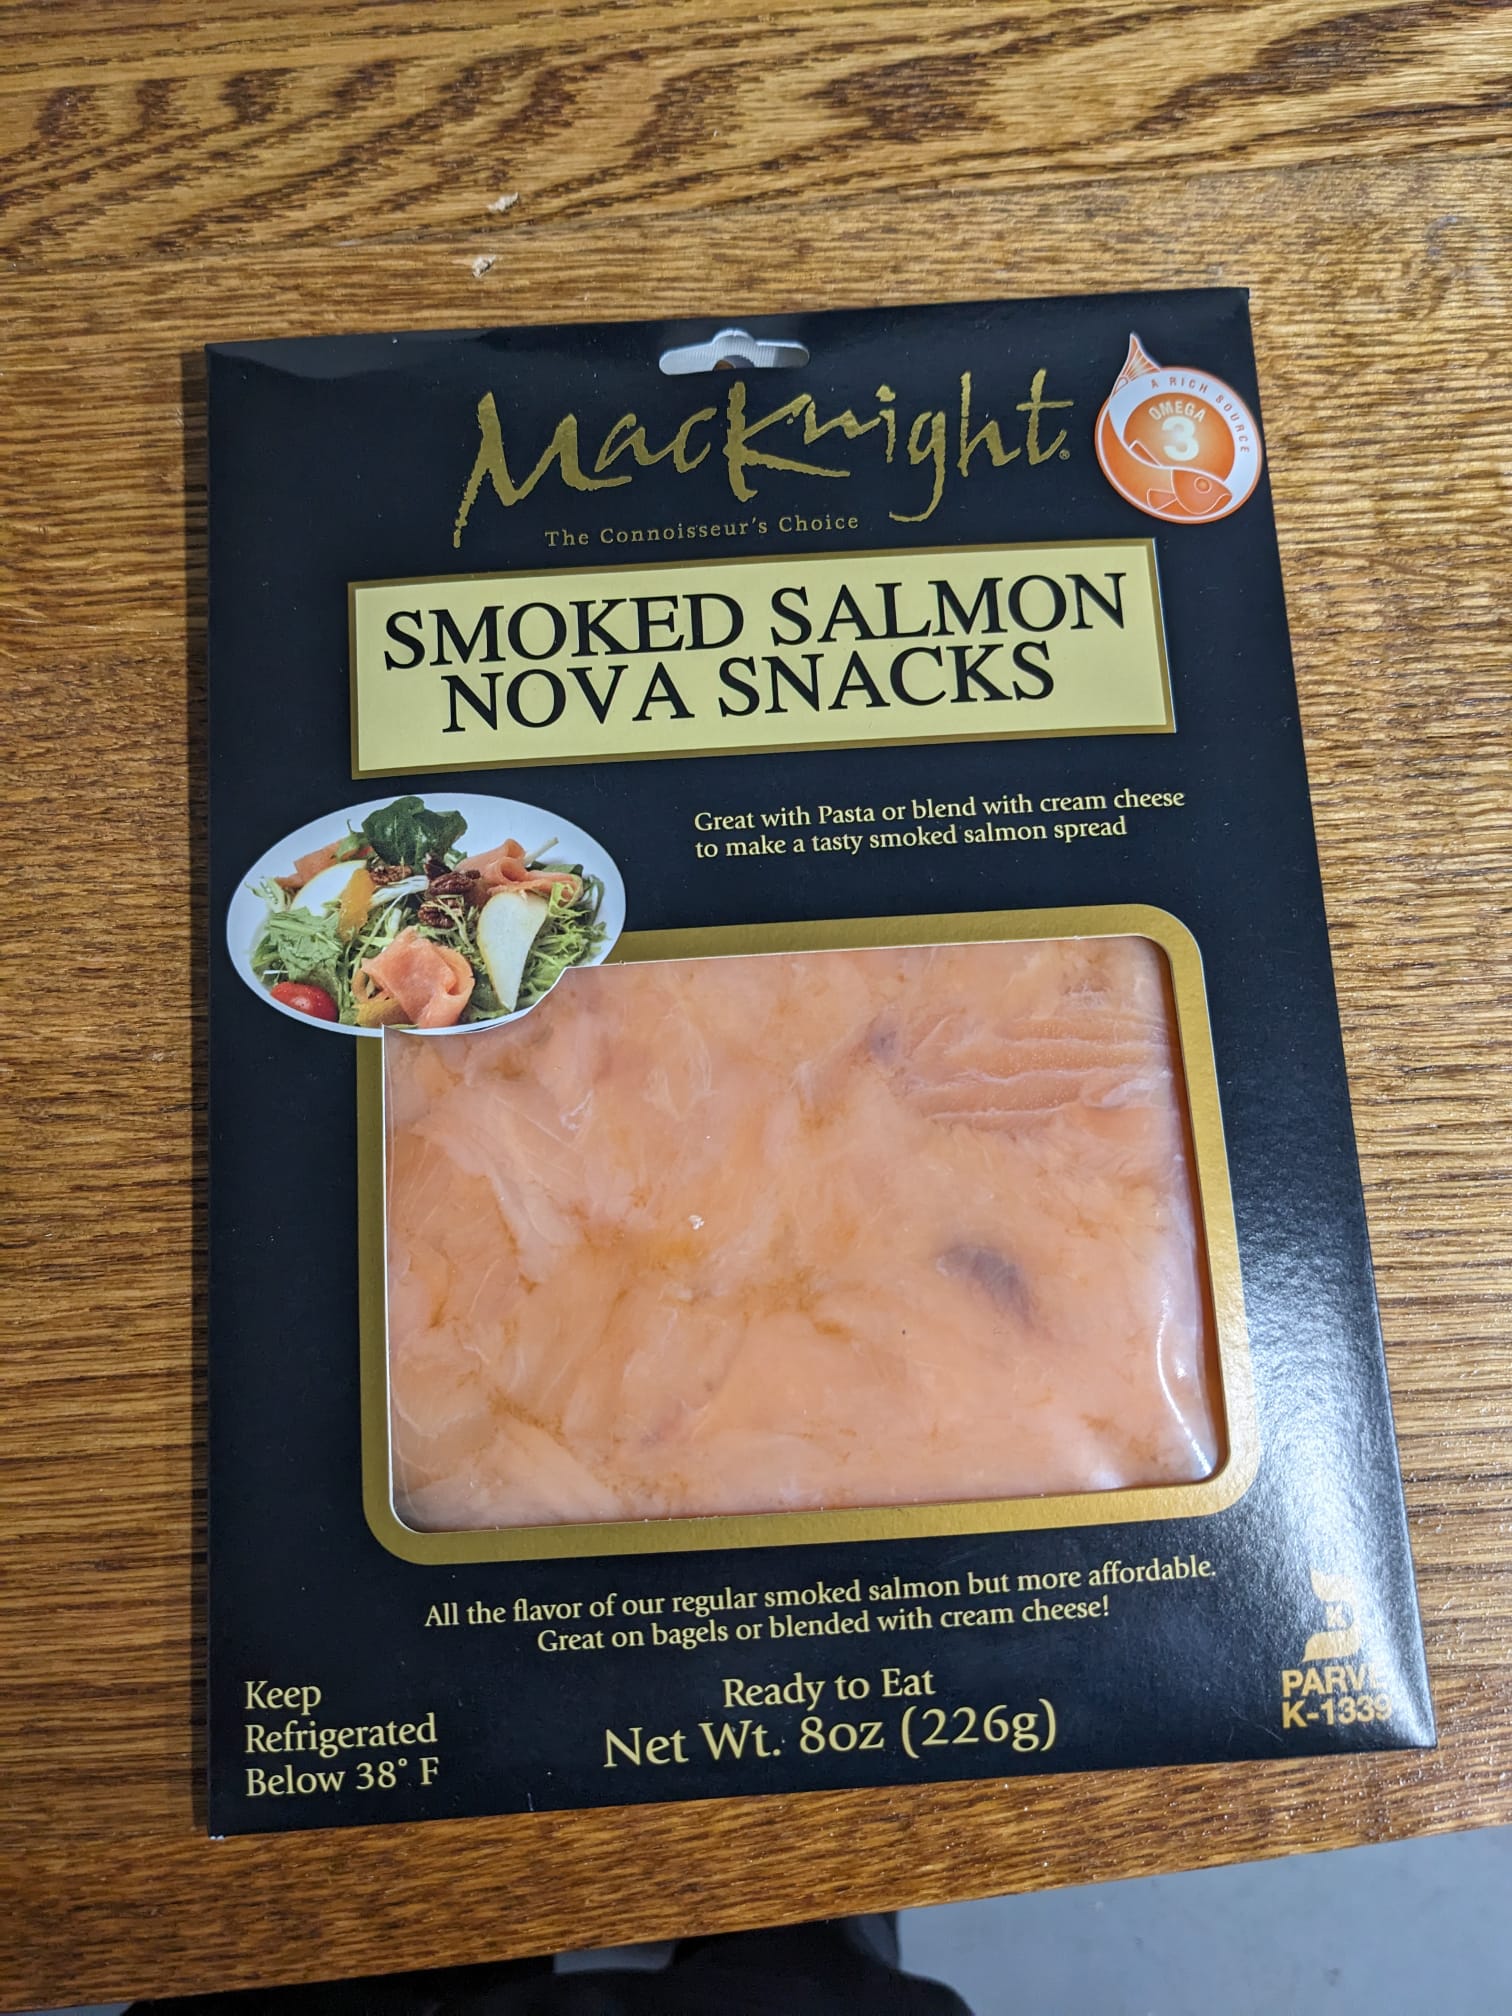 MacKnight®
The Connoisseur's Choice
A RICH SOURCE
OMEGA
3
SMOKED SALMON
NOVA SNACKS
Great with Pasta or blend with cream cheese
to make a tasty smoked salmon spread
All the flavor of our regular smoked salmon but more affordable.
Great on bagels or blended with cream cheese!
Keep
Refrigerated
Below 38° F
Ready to Eat
Net Wt. 8oz (226g)
K
PARVE
K-1339